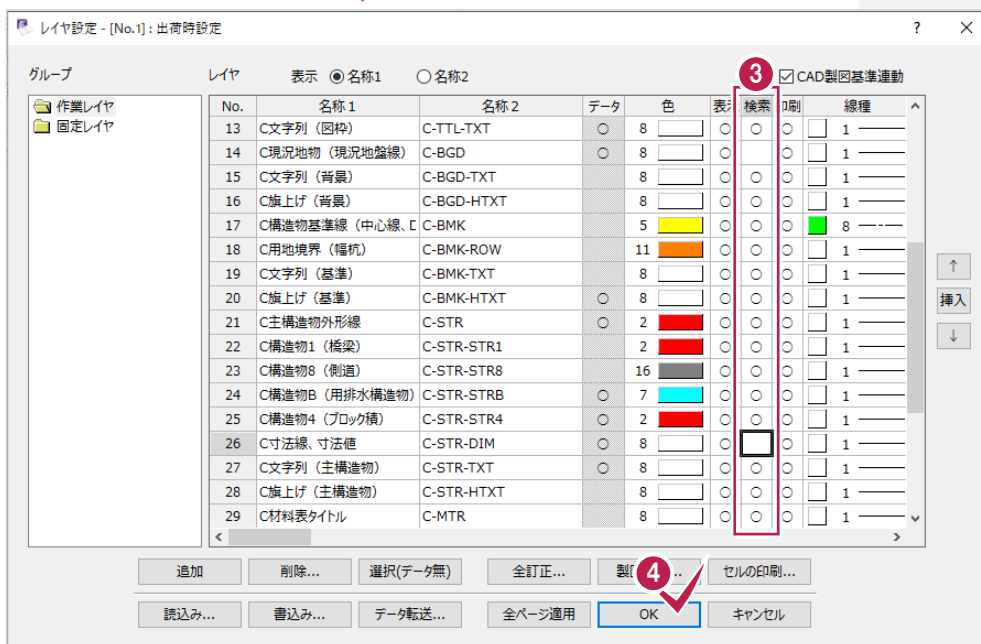 レイヤ設定 - [No.1] : 出荷時設定 ? ×
グループ レイヤ 表示 名称1 名称2 3 CAD製図基準連動
作業レイヤ
固定レイヤ
No. 名称 1 名称 2 データ 色 表示 検索 印刷 線種
13 C文字列（図枠） C-TTL-TXT ○ 8 ○ ○ ○ 1
14 C現況地物（現況地盤線） C-BGD ○ 8 ○ ○ 1
15 C文字列（背景） C-BGD-TXT 8 ○ ○ ○ 1
16 C旗上げ（背景） C-BGD-HTXT 8 ○ ○ ○ 1
17 C構造物基準線（中心線、 C-BMK 5 ○ ○ ○ 8
18 C用地境界（幅杭） C-BMK-ROW 11 ○ ○ ○ 1
19 C文字列（基準） C-BMK-TXT 8 ○ ○ ○ 1
20 C旗上げ（基準） C-BMK-HTXT ○ 8 ○ ○ ○ 1
21 C主構造物外形線 C-STR ○ 2 ○ ○ ○ 1
22 C構造物1（橋梁） C-STR-STR1 2 ○ ○ ○ 1
23 C構造物8（側道） C-STR-STR8 16 ○ ○ ○ 1
24 C構造物B（用排水構造物） C-STR-STRB ○ 7 ○ ○ ○ 1
25 C構造物4（ブロック積） C-STR-STR4 ○ 2 ○ ○ ○ 1
26 C寸法線、寸法値 C-STR-DIM ○ 8 ○ ○ 1
27 C文字列（主構造物） C-STR-TXT ○ 8 ○ ○ ○ 1
28 C旗上げ（主構造物） C-STR-HTXT 8 ○ ○ ○ 1
29 C材料表タイトル C-MTR 8 ○ ○ ○ 1
↑
挿入
↓
追加 削除... 選択(データ無) 全訂正... 製 4 セルの印刷...
読込み... 書込み... データ転送... 全ページ適用 OK キャンセル